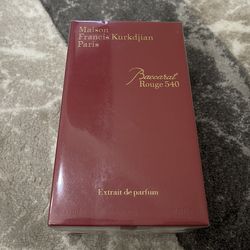 Maison
Francis Kurkdjian
Paris
Baccarat
Rouge 540
Extrait de parfum